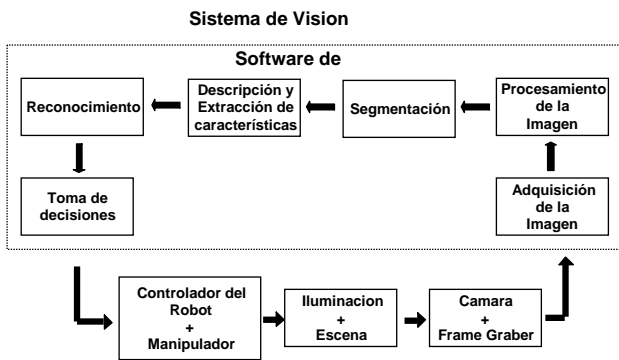 Sistema de Vision
Software de
Reconocimiento
Descripción y
Extracción de
características
Segmentación
Procesamiento
de la
Imagen
Toma de
decisiones
Adquisición
de la
Imagen
Controlador del
Robot
+
Manipulador
Iluminacion
+
Escena
Camara
+
Frame Graber